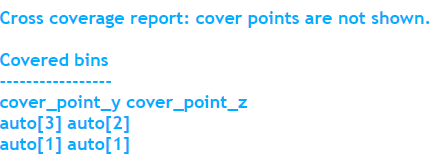 Cross coverage report: cover points are not shown.
Covered bins
-----------------
cover_point_y cover_point_z
auto[3] auto[2]
auto[1] auto[1]